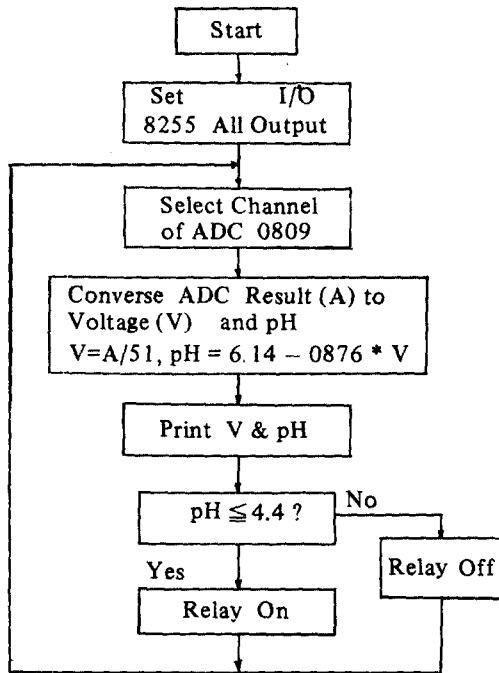 Start
Set I/O
8255 All Output
Select Channel
of ADC 0809
Converse ADC Result (A) to
Voltage (V) and pH
V=A/51, pH = 6.14 − 0876 * V
Print V & pH
pH ≦ 4.4 ?
No
Yes
Relay Off
Relay On